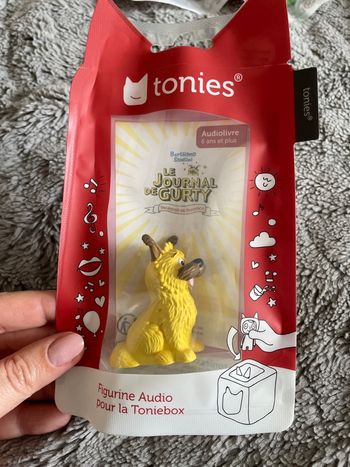 tonies®
tonies®
Audiolivre
6 ans et plus
Bertrand
Santini
LE
JOURNAL
DE GURTY
Figurine Audio
pour la Toniebox